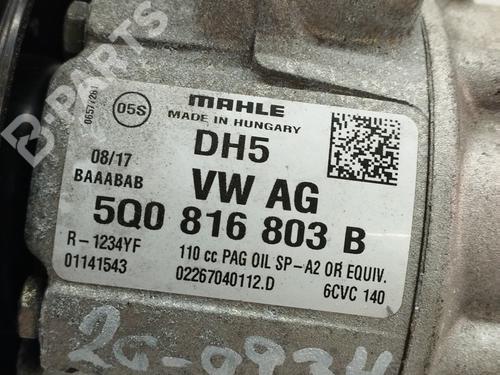 B-PARTS
0657728
05S
MAHLE
MADE IN HUNGARY
DH5
08/17
BAAABAB
VW AG
5Q0 816 803 B
R-1234YF
110 cc PAG OIL SP-A2 OR EQUIV.
01141543
02267040112.D
6CVC 140